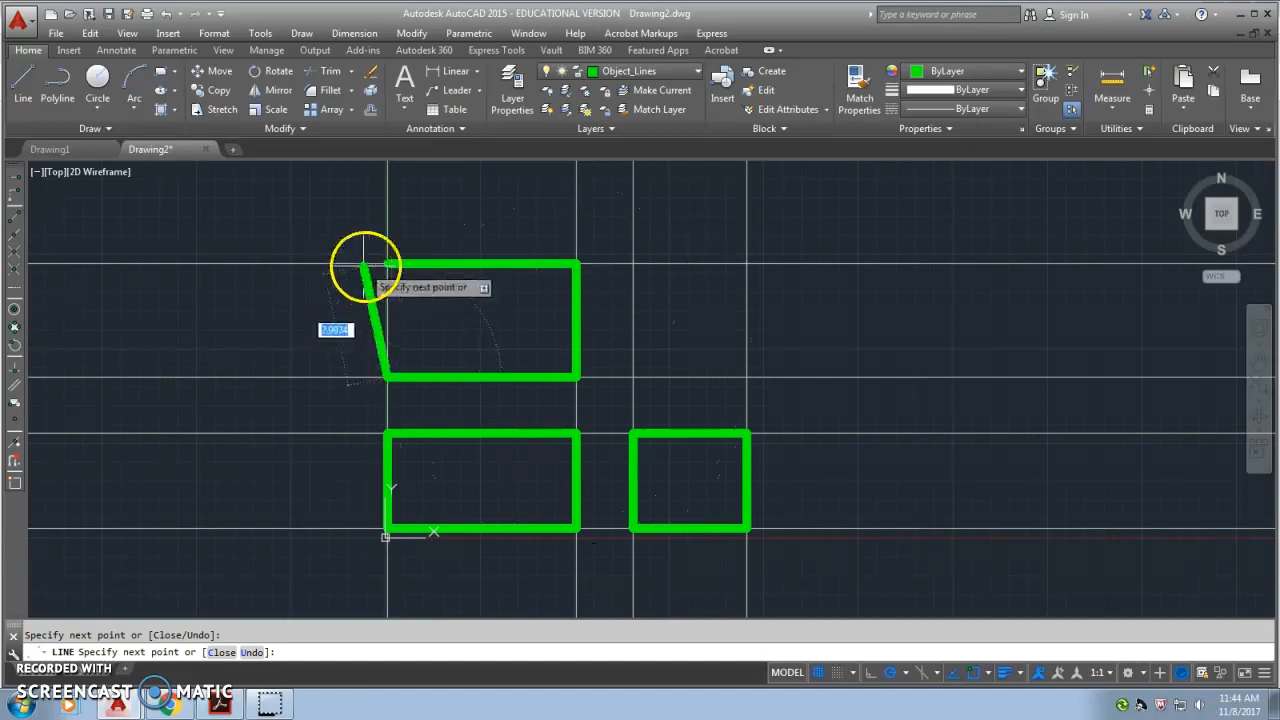 Autodesk AutoCAD 2015 - EDUCATIONAL VERSION Drawing2.dwg
Type a keyword or phrase
Sign In
File Edit View Insert Format Tools Draw Dimension Modify Parametric Window Help Acrobat Markups Express
Home Insert Annotate Parametric View Manage Output Add-ins Autodesk 360 Express Tools Vault BIM 360 Featured Apps Acrobat
Line Polyline Circle Arc
Move Rotate Trim
Copy Mirror Fillet
Stretch Scale Array
Text
Linear
Leader
Table
Layer Properties
Object_Lines
Make Current
Match Layer
Insert
Create
Edit
Edit Attributes
Match Properties
ByLayer
ByLayer
ByLayer
Group
Measure
Paste
Base
Draw Modify Annotation Layers Block Properties Groups Utilities Clipboard View
Drawing1 Drawing2*
[−][Top][2D Wireframe]
N
W TOP E
S
WCS
Specify next point or
2.9974
Y
X
Specify next point or [Close/Undo]:
LINE Specify next point or [Close Undo]:
MODEL 1:1
RECORDED WITH
SCREENCAST MATIC
11:44 AM
11/8/2017